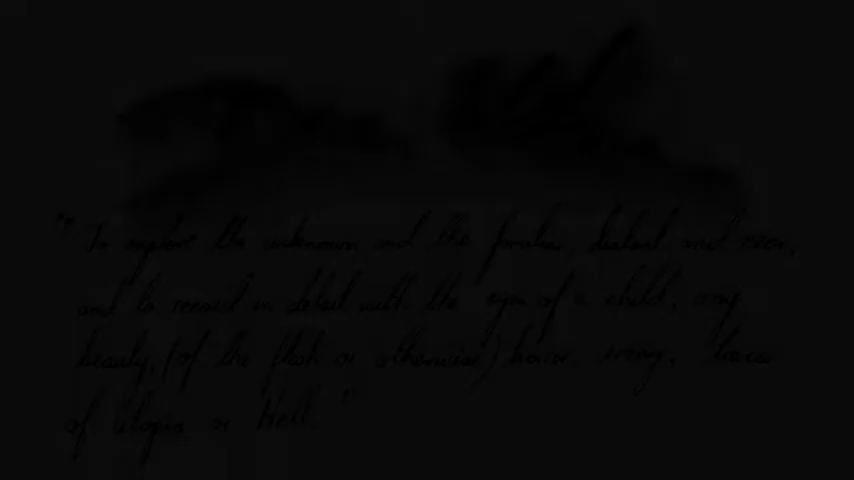 "To explore the unknown and the familiar, distant and near,
and to record in detail with the eyes of a child, any
beauty, (of the flesh or otherwise) horror, irony, traces
of utopia or Hell."